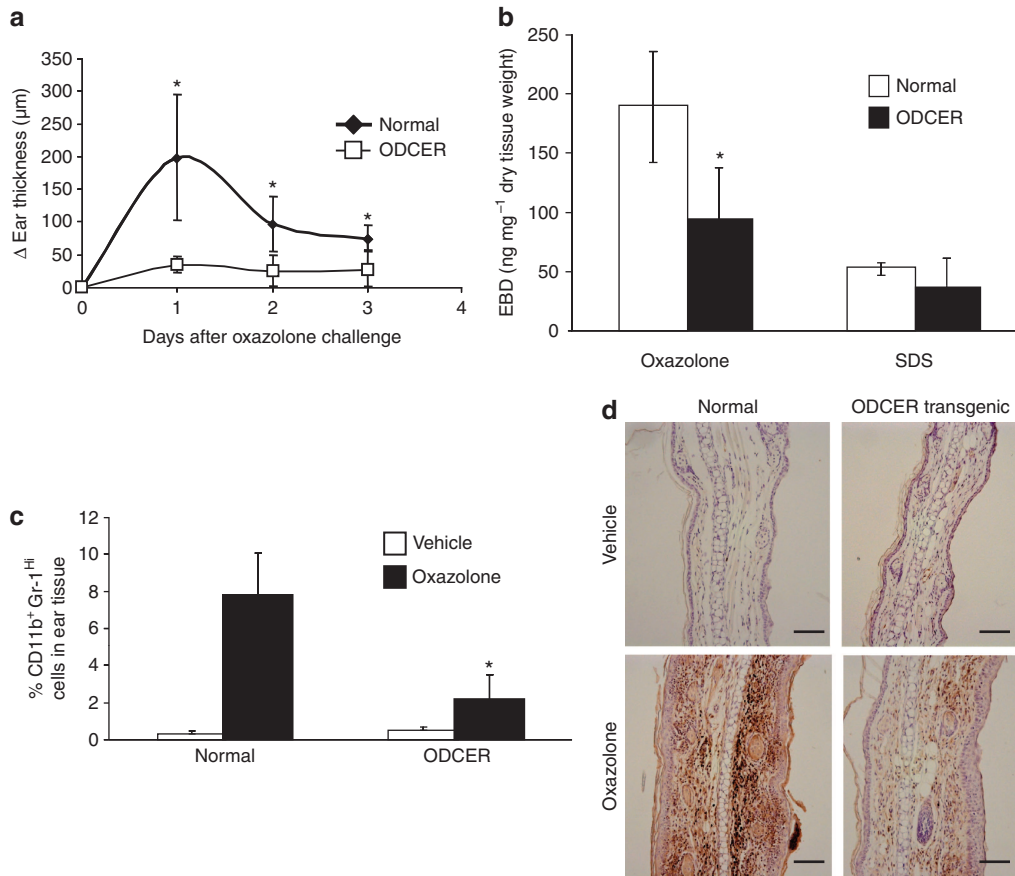 a
Δ Ear thickness (μm)
350
300
250
200
150
100
50
0
*
*
*
Normal
ODCER
0
1
2
3
4
Days after oxazolone challenge
b
EBD (ng mg⁻¹ dry tissue weight)
250
200
150
100
50
0
Normal
ODCER
*
Oxazolone
SDS
c
% CD11b⁺ Gr-1ᴴⁱ
cells in ear tissue
12
10
8
6
4
2
0
Vehicle
Oxazolone
*
Normal
ODCER
d
Normal
ODCER transgenic
Vehicle
Oxazolone